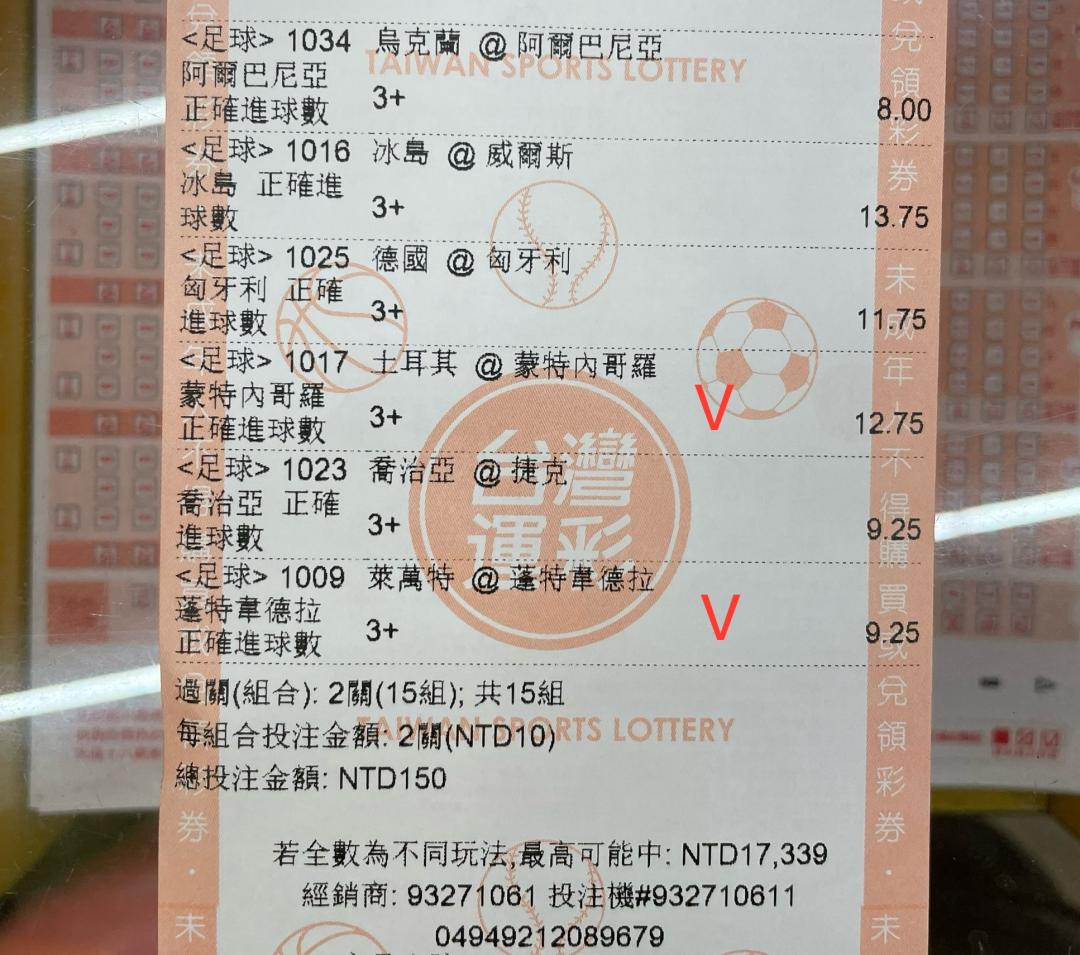 <足球> 1034 烏克蘭 @ 阿爾巴尼亞
TAIWAN SPORTS LOTTERY
阿爾巴尼亞
正確進球數 3+ 8.00
<足球> 1016 冰島 @ 威爾斯
冰島 正確進
球數 3+ 13.75
<足球> 1025 德國 @ 匈牙利
匈牙利 正確
進球數 3+ 11.75
<足球> 1017 土耳其 @ 蒙特內哥羅
蒙特內哥羅
正確進球數 3+ 12.75
V
<足球> 1023 喬治亞 @ 捷克
喬治亞 正確
進球數 3+ 9.25
台灣
運彩
<足球> 1009 萊萬特 @ 蓬特韋德拉
蓬特韋德拉
正確進球數 3+ 9.25
V
過關(組合): 2關(15組); 共15組
每組合投注金額: 2關(NTD10)
TAIWAN SPORTS LOTTERY
總投注金額: NTD150
若全數為不同玩法,最高可能中: NTD17,339
經銷商: 93271061 投注機#932710611
04949212089679
兌領彩券·
未成年人不得購買或兌領彩券·
未